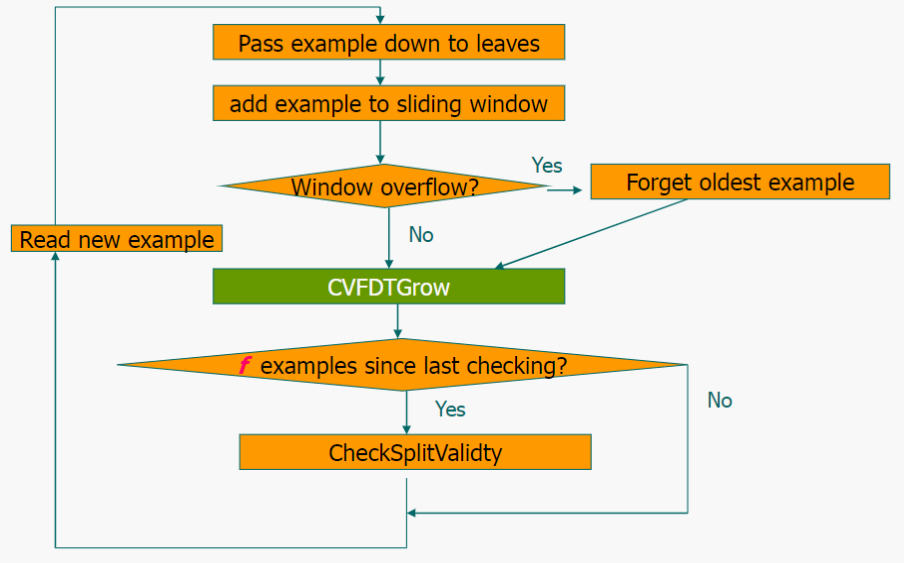 Pass example down to leaves
add example to sliding window
Yes
Window overflow?
Forget oldest example
Read new example
No
CVFDTGrow
f examples since last checking?
No
Yes
CheckSplitValidty